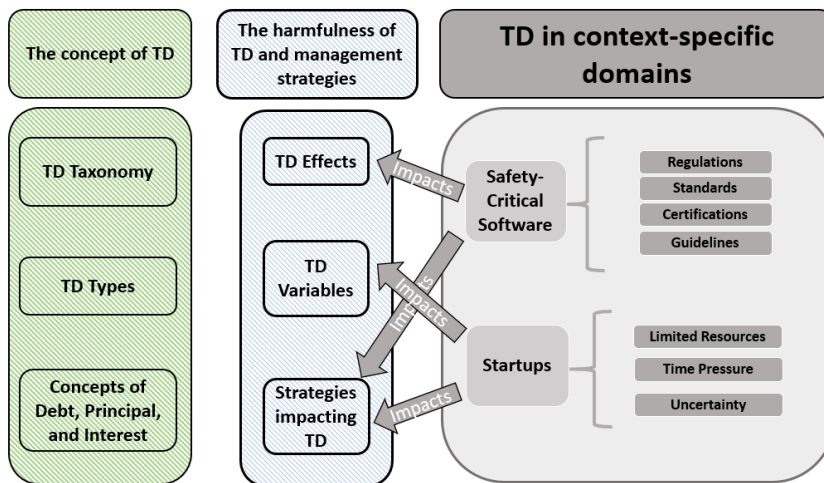 The concept of TD
The harmfulness of
TD and management
strategies
TD in context-specific
domains
TD Taxonomy
TD Types
Concepts of
Debt, Principal,
and Interest
TD Effects
TD
Variables
Strategies
impacting
TD
Impacts
Impacts
Impacts
Impacts
Safety-
Critical
Software
Startups
Regulations
Standards
Certifications
Guidelines
Limited Resources
Time Pressure
Uncertainty